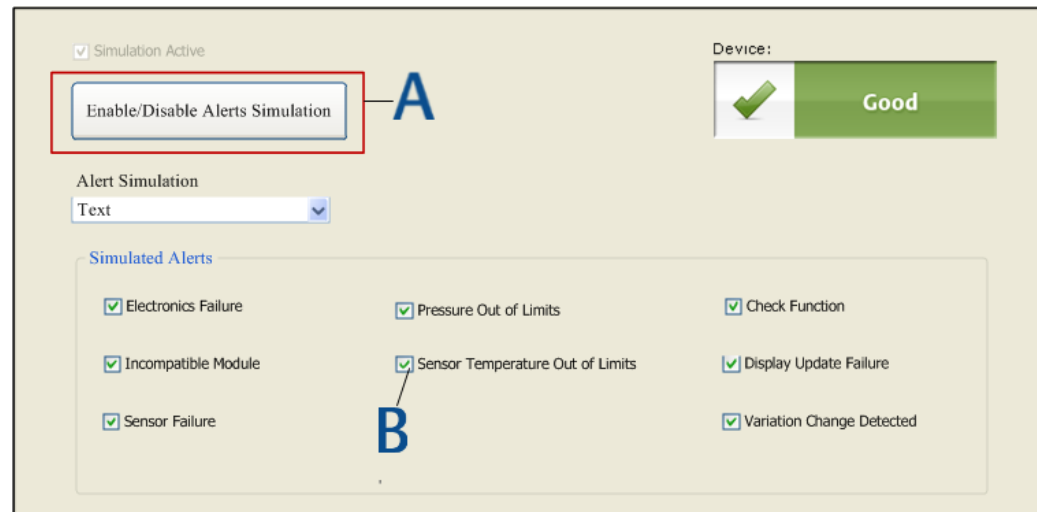 Simulation Active
Device:
Enable/Disable Alerts Simulation
A
Good
Alert Simulation
Text
Simulated Alerts
Electronics Failure
Pressure Out of Limits
Check Function
Incompatible Module
Sensor Temperature Out of Limits
Display Update Failure
Sensor Failure
B
Variation Change Detected